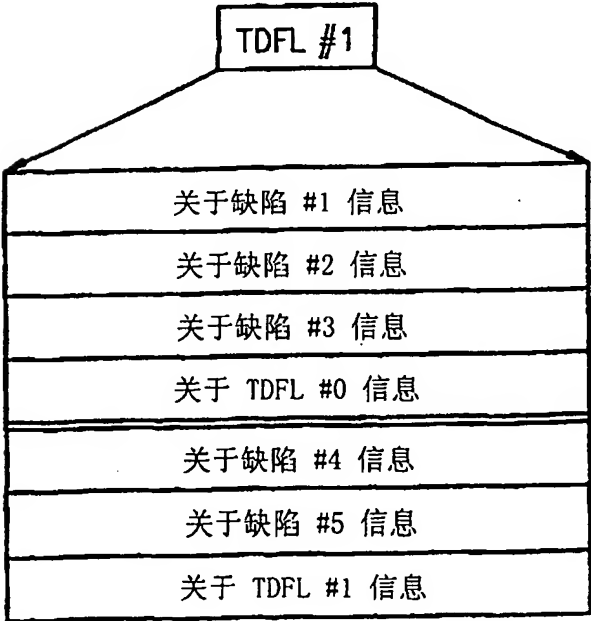 TDFL #1
关于缺陷 #1 信息
关于缺陷 #2 信息
关于缺陷 #3 信息
关于 TDFL #0 信息
关于缺陷 #4 信息
关于缺陷 #5 信息
关于 TDFL #1 信息